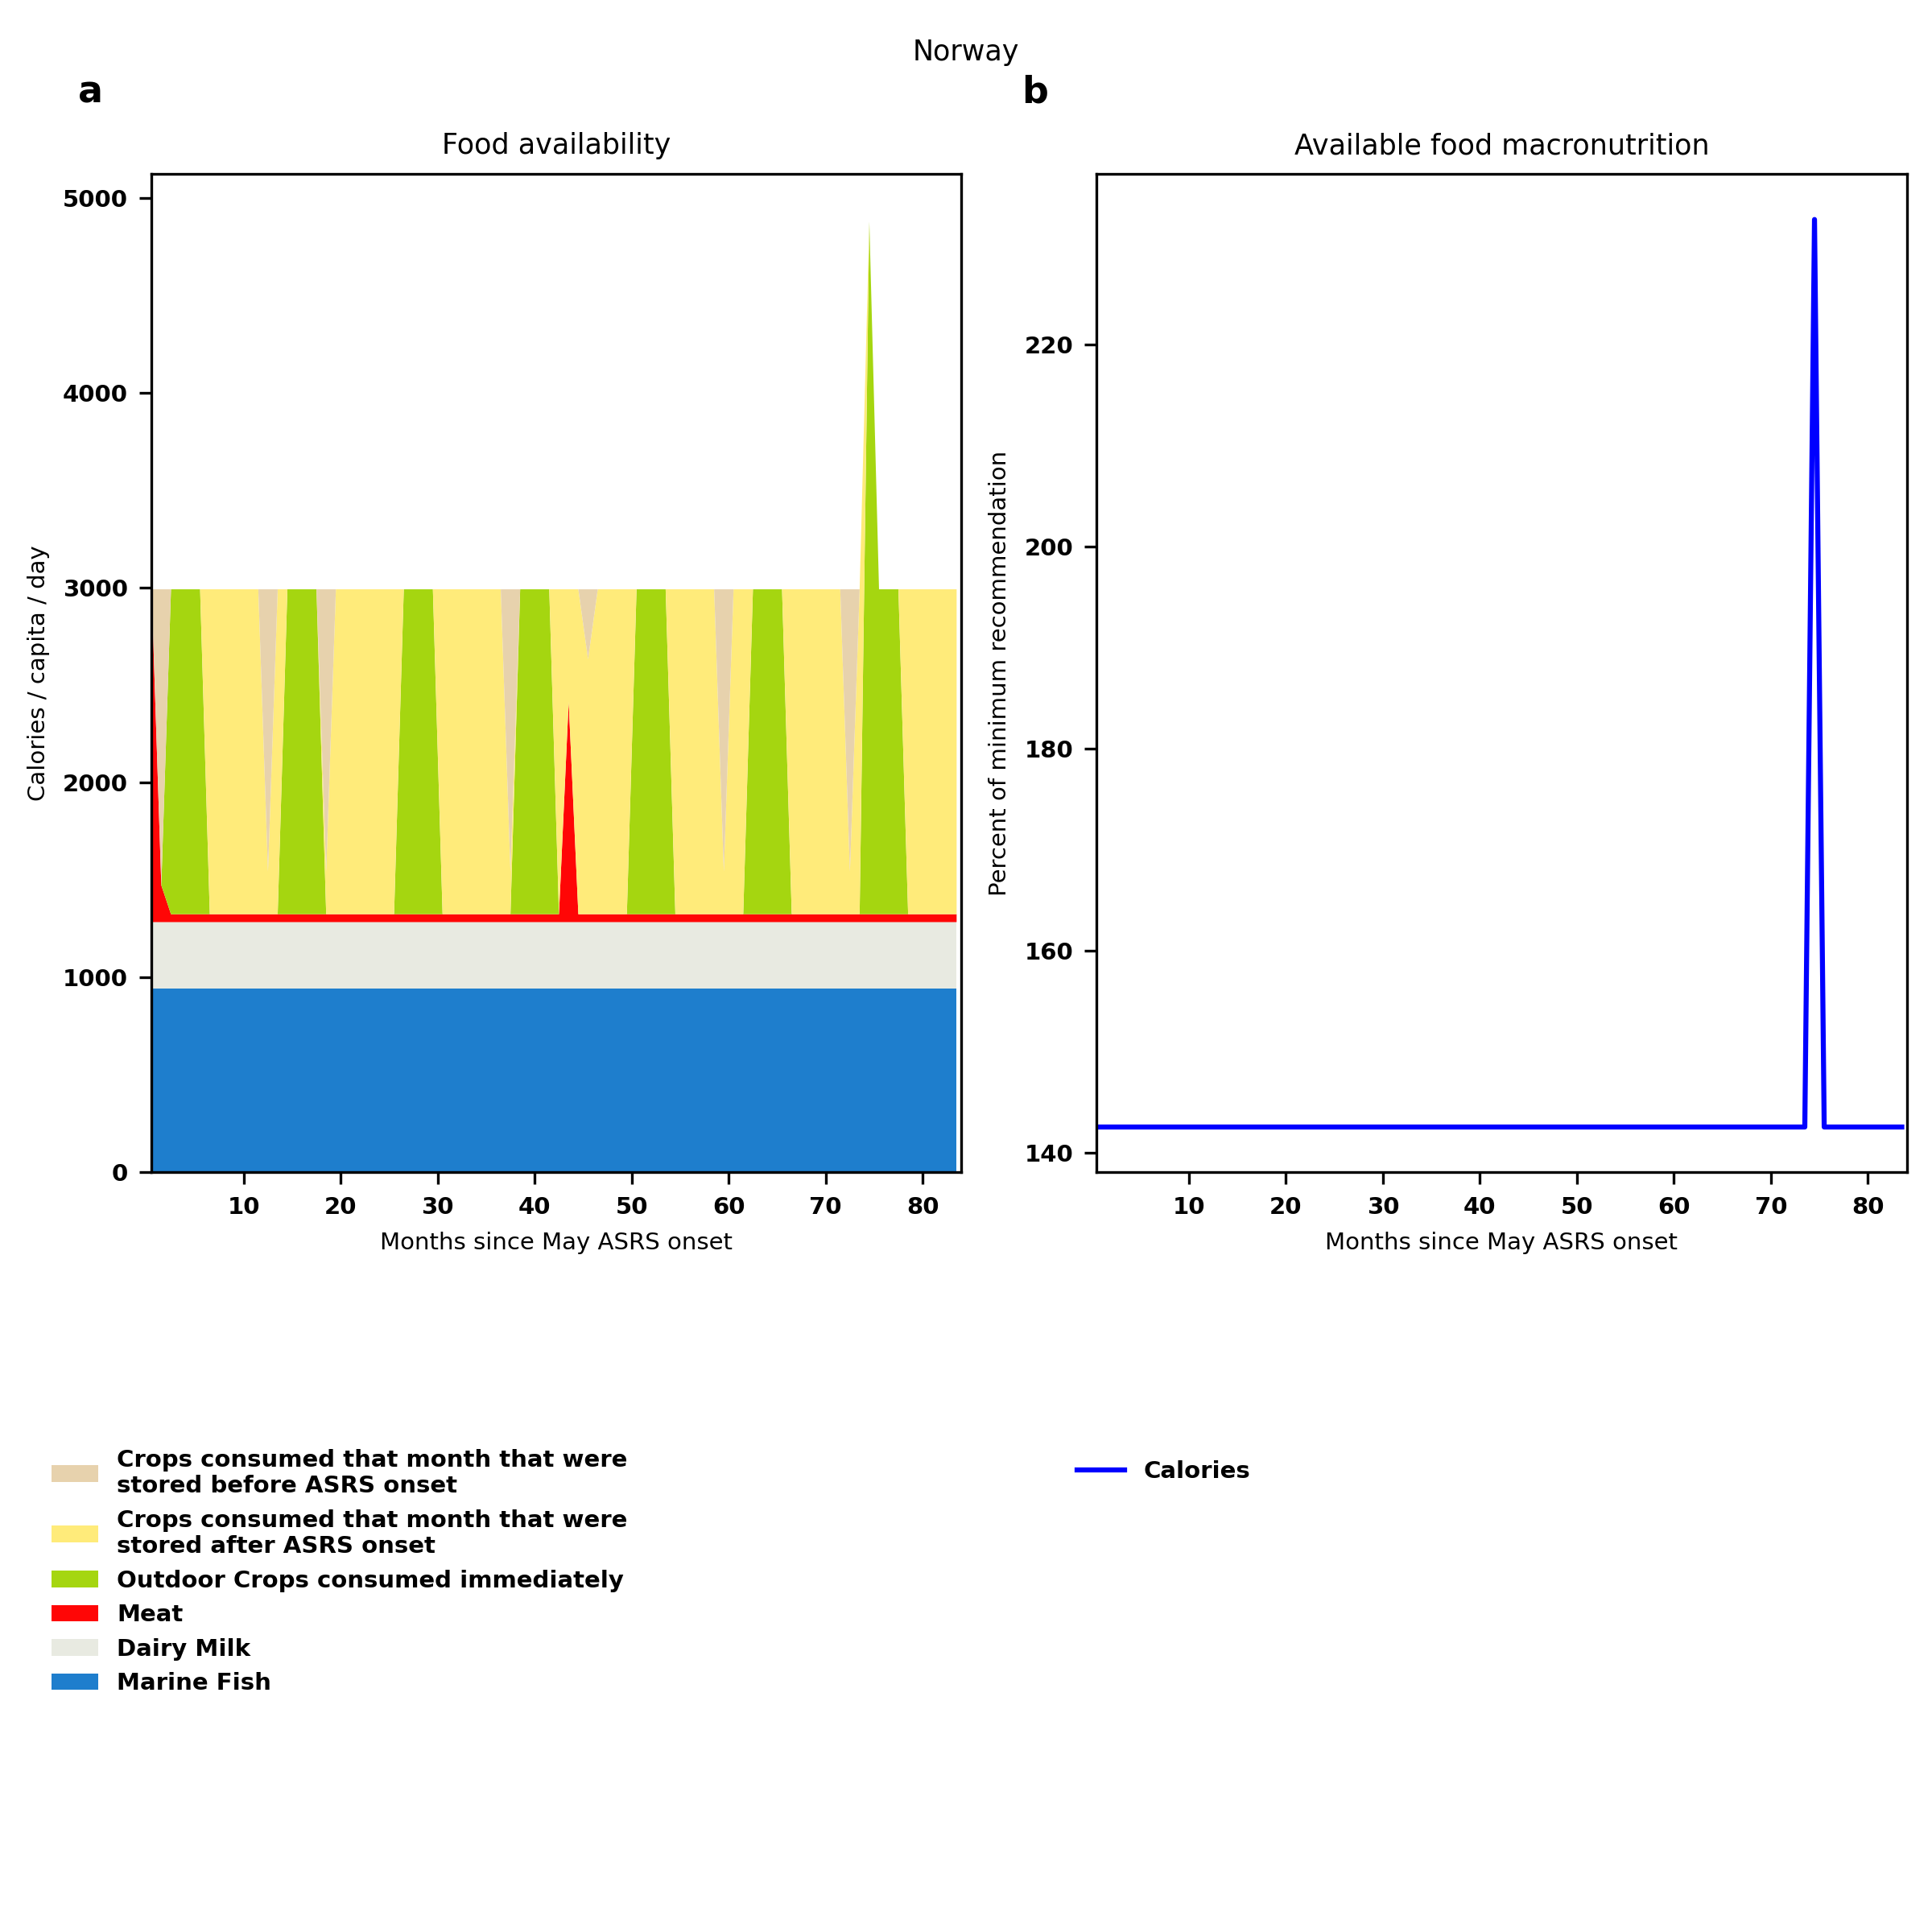 Norway
a
Food availability
5000
4000
3000
2000
1000
0
Calories / capita / day
10 20 30 40 50 60 70 80
Months since May ASRS onset
b
Available food macronutrition
220
200
180
160
140
Percent of minimum recommendation
10 20 30 40 50 60 70 80
Months since May ASRS onset
Crops consumed that month that were
stored before ASRS onset
Crops consumed that month that were
stored after ASRS onset
Outdoor Crops consumed immediately
Meat
Dairy Milk
Marine Fish
Calories